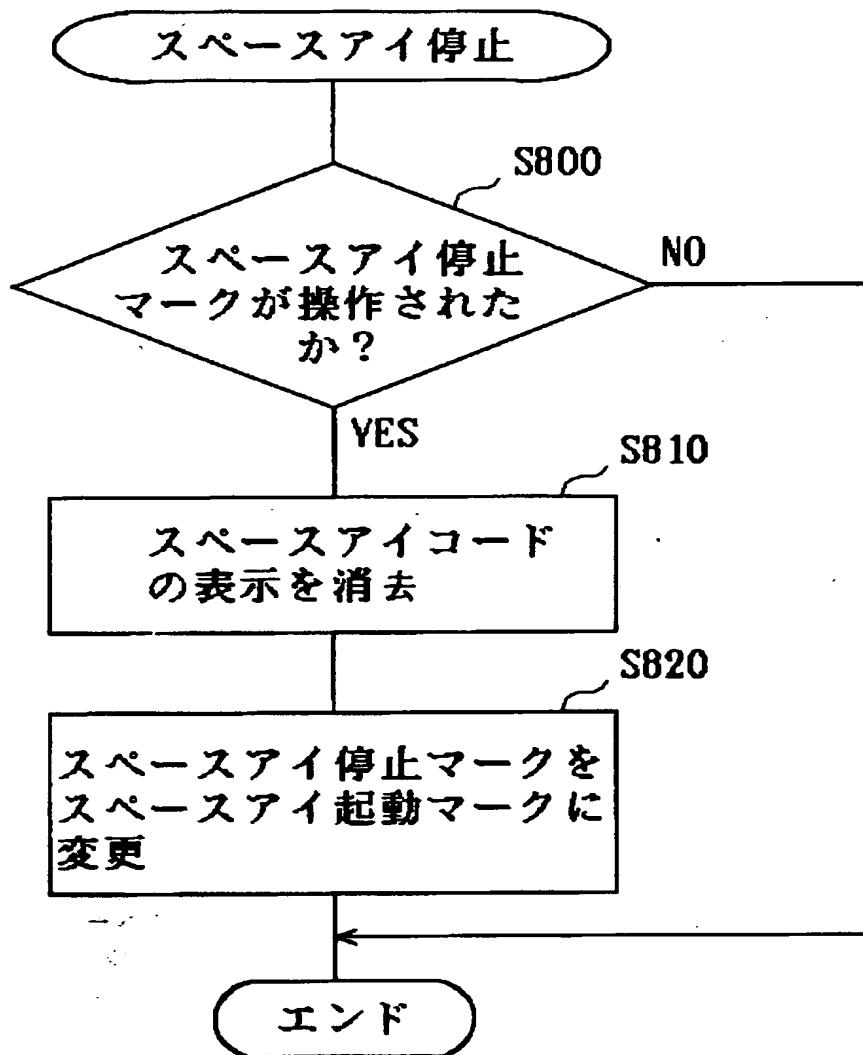 スペースアイ停止
S800
スペースアイ停止
マークが操作された
か?
NO
YES
S810
スペースアイコード
の表示を消去
S820
スペースアイ停止マークを
スペースアイ起動マークに
変更
エンド